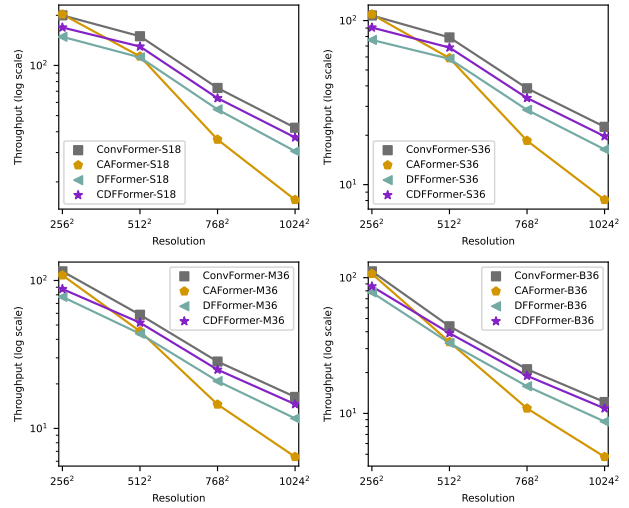 Throughput (log scale)
10²
ConvFormer-S18
CAFormer-S18
DFFormer-S18
CDFFormer-S18
256² 512² 768² 1024²
Resolution
Throughput (log scale)
10²
10¹
ConvFormer-S36
CAFormer-S36
DFFormer-S36
CDFFormer-S36
256² 512² 768² 1024²
Resolution
Throughput (log scale)
10²
10¹
ConvFormer-M36
CAFormer-M36
DFFormer-M36
CDFFormer-M36
256² 512² 768² 1024²
Resolution
Throughput (log scale)
10²
10¹
ConvFormer-B36
CAFormer-B36
DFFormer-B36
CDFFormer-B36
256² 512² 768² 1024²
Resolution